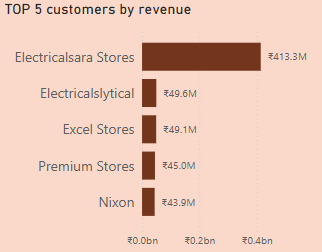 TOP 5 customers by revenue
Electricalsara Stores ₹413.3M
Electricalslytical ₹49.6M
Excel Stores ₹49.1M
Premium Stores ₹45.0M
Nixon ₹43.9M
₹0.0bn ₹0.2bn ₹0.4bn